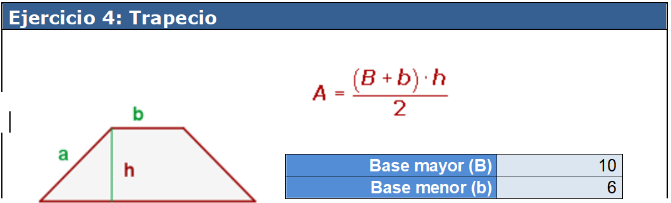 Ejercicio 4: Trapecio
A = (B + b) · h / 2
b
a
h
Base mayor (B) 10
Base menor (b) 6